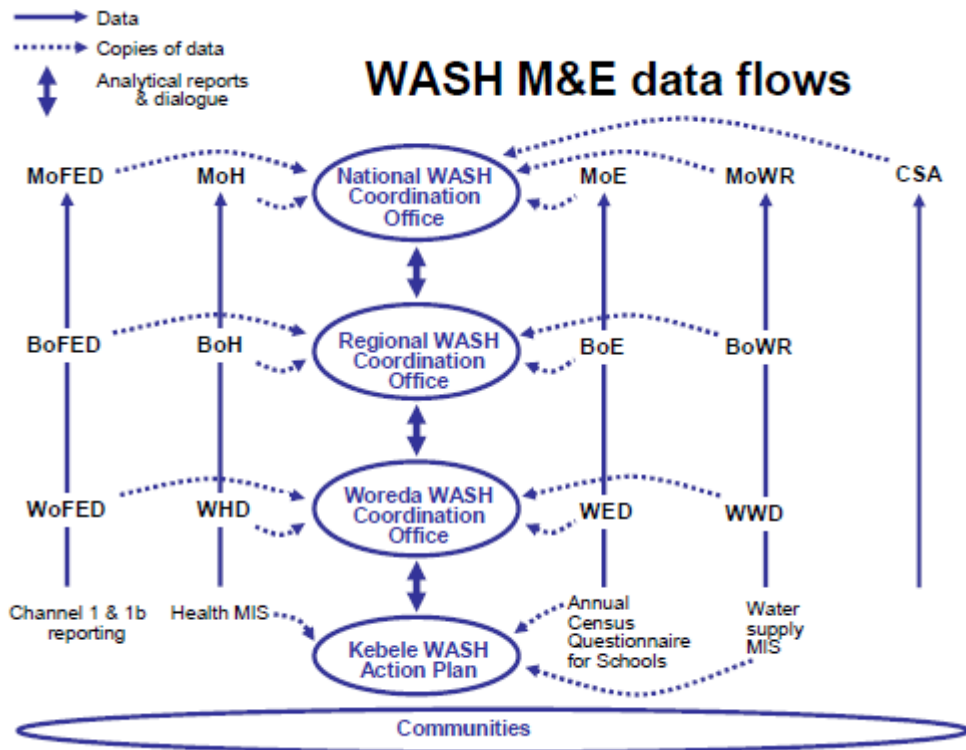 Data
Copies of data
Analytical reports
& dialogue
WASH M&E data flows
MoFED
MoH
National WASH
Coordination
Office
MoE
MoWR
CSA
BoFED
BoH
Regional WASH
Coordination
Office
BoE
BoWR
WoFED
WHD
Woreda WASH
Coordination
Office
WED
WWD
Channel 1 & 1b
reporting
Health MIS
Kebele WASH
Action Plan
Annual
Census
Questionnaire
for Schools
Water
supply
MIS
Communities